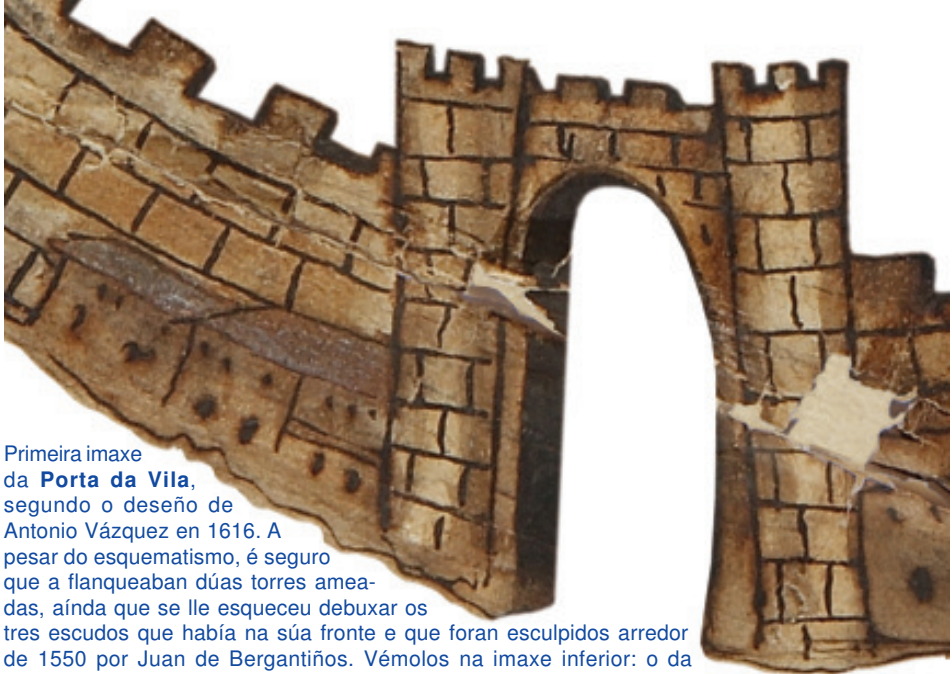 Primeira imaxe
da Porta da Vila,
segundo o deseño de
Antonio Vázquez en 1616. A
pesar do esquematismo, é seguro
que a flanqueaban dúas torres amea-
das, aínda que se lle esqueceu debuxar os
tres escudos que había na súa fronte e que foran esculpidos arredor
de 1550 por Juan de Bergantiños. Vémolos na imaxe inferior: o da